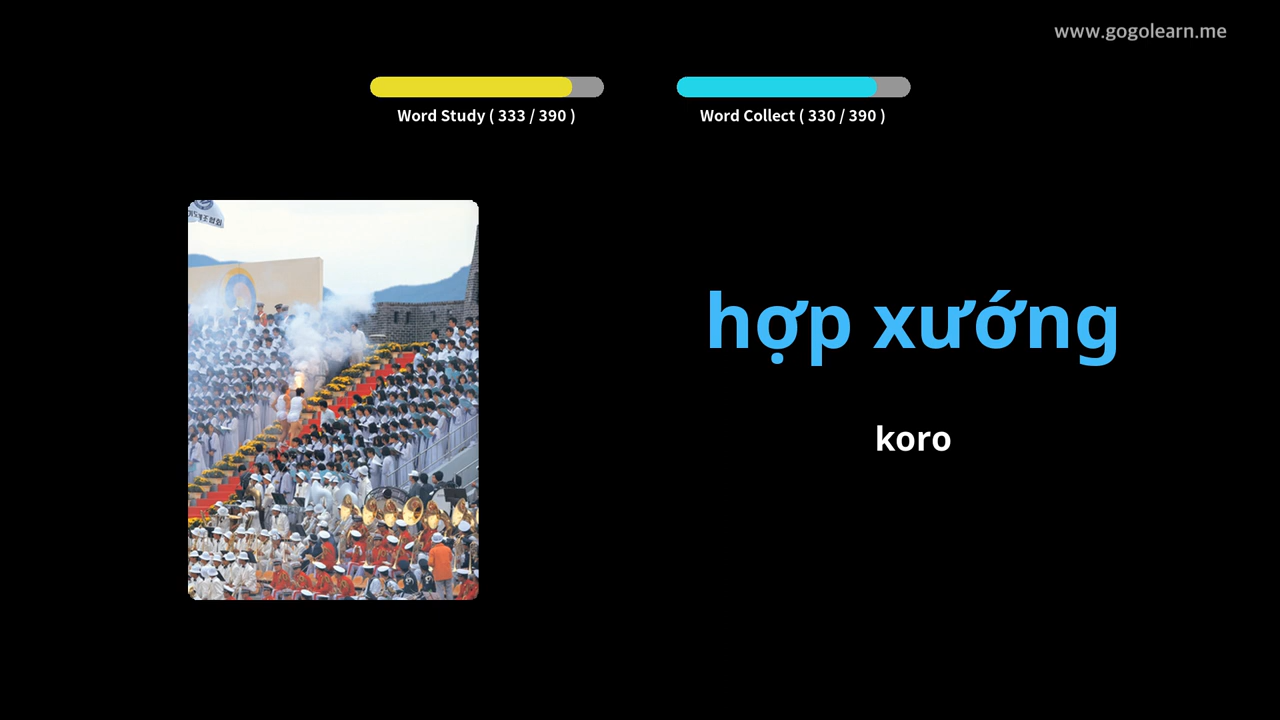 www.gogolearn.me
Word Study ( 333 / 390 )
Word Collect ( 330 / 390 )
hợp xướng
koro